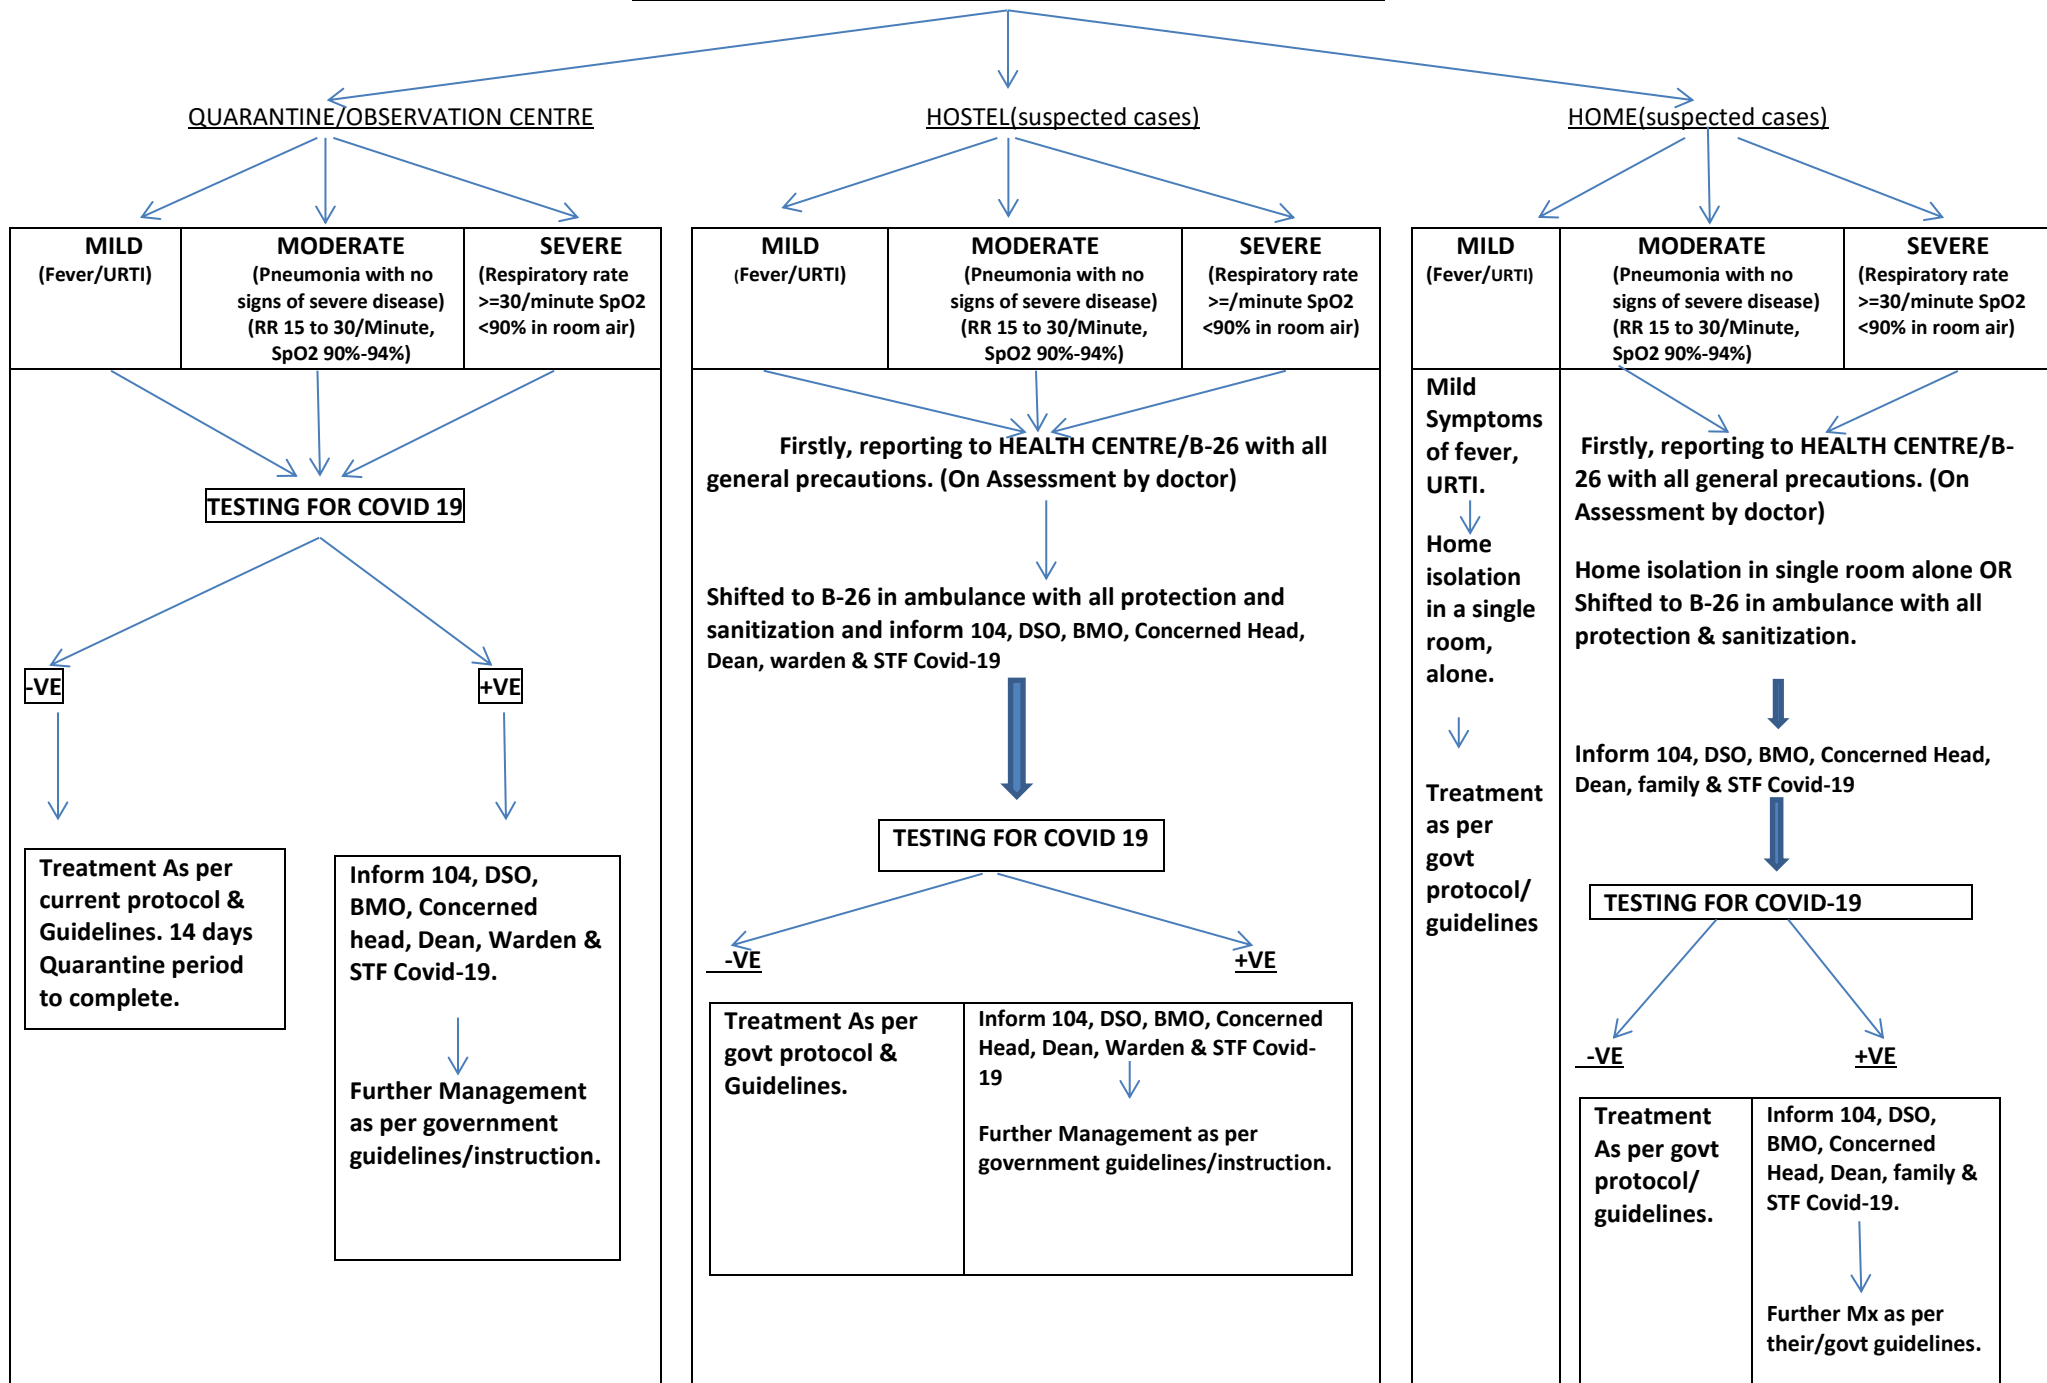 QUARANTINE/OBSERVATION CENTRE
HOSTEL(suspected cases)
HOME(suspected cases)
MILD
(Fever/URTI)
MODERATE
(Pneumonia with no
signs of severe disease)
(RR 15 to 30/Minute,
SpO2 90%-94%)
SEVERE
(Respiratory rate
>=30/minute SpO2
<90% in room air)
TESTING FOR COVID 19
-VE
+VE
Treatment As per
current protocol &
Guidelines. 14 days
Quarantine period
to complete.
Inform 104, DSO,
BMO, Concerned
head, Dean, Warden &
STF Covid-19.
Further Management
as per government
guidelines/instruction.
MILD
(Fever/URTI)
MODERATE
(Pneumonia with no
signs of severe disease)
(RR 15 to 30/Minute,
SpO2 90%-94%)
SEVERE
(Respiratory rate
>=/minute SpO2
<90% in room air)
Firstly, reporting to HEALTH CENTRE/B-26 with all
general precautions. (On Assessment by doctor)
Shifted to B-26 in ambulance with all protection and
sanitization and inform 104, DSO, BMO, Concerned Head,
Dean, warden & STF Covid-19
TESTING FOR COVID 19
-VE
+VE
Treatment As per
govt protocol &
Guidelines.
Inform 104, DSO, BMO, Concerned
Head, Dean, Warden & STF Covid-
19
Further Management as per
government guidelines/instruction.
MILD
(Fever/URTI)
MODERATE
(Pneumonia with no
signs of severe disease)
(RR 15 to 30/Minute,
SpO2 90%-94%)
SEVERE
(Respiratory rate
>=30/minute SpO2
<90% in room air)
Mild
Symptoms
of fever,
URTI.
Home
isolation
in a single
room,
alone.
Treatment
as per
govt
protocol/
guidelines
Firstly, reporting to HEALTH CENTRE/B-
26 with all general precautions. (On
Assessment by doctor)
Home isolation in single room alone OR
Shifted to B-26 in ambulance with all
protection & sanitization.
Inform 104, DSO, BMO, Concerned Head,
Dean, family & STF Covid-19
TESTING FOR COVID-19
-VE
+VE
Treatment
As per govt
protocol/
guidelines.
Inform 104, DSO,
BMO, Concerned
Head, Dean, family &
STF Covid-19.
Further Mx as per
their/govt guidelines.